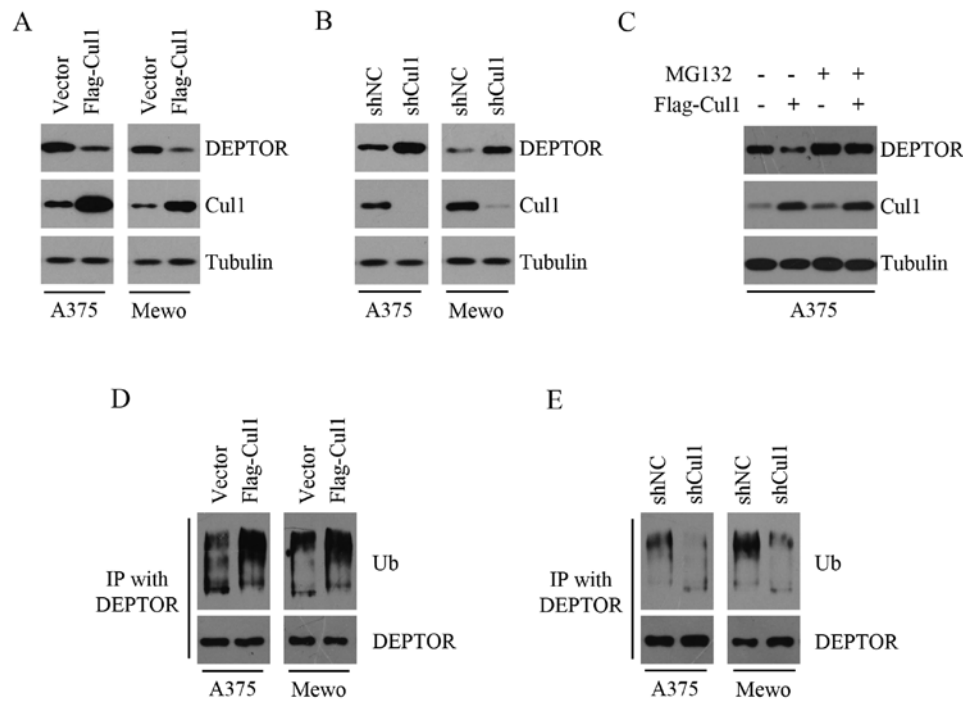 A
Vector
Flag-Cul1
Vector
Flag-Cul1
DEPTOR
Cul1
Tubulin
A375
Mewo
B
shNC
shCul1
shNC
shCul1
DEPTOR
Cul1
Tubulin
A375
Mewo
C
MG132 - - + +
Flag-Cul1 - + - +
DEPTOR
Cul1
Tubulin
A375
D
Vector
Flag-Cul1
Vector
Flag-Cul1
IP with
DEPTOR
Ub
DEPTOR
A375
Mewo
E
shNC
shCul1
shNC
shCul1
IP with
DEPTOR
Ub
DEPTOR
A375
Mewo